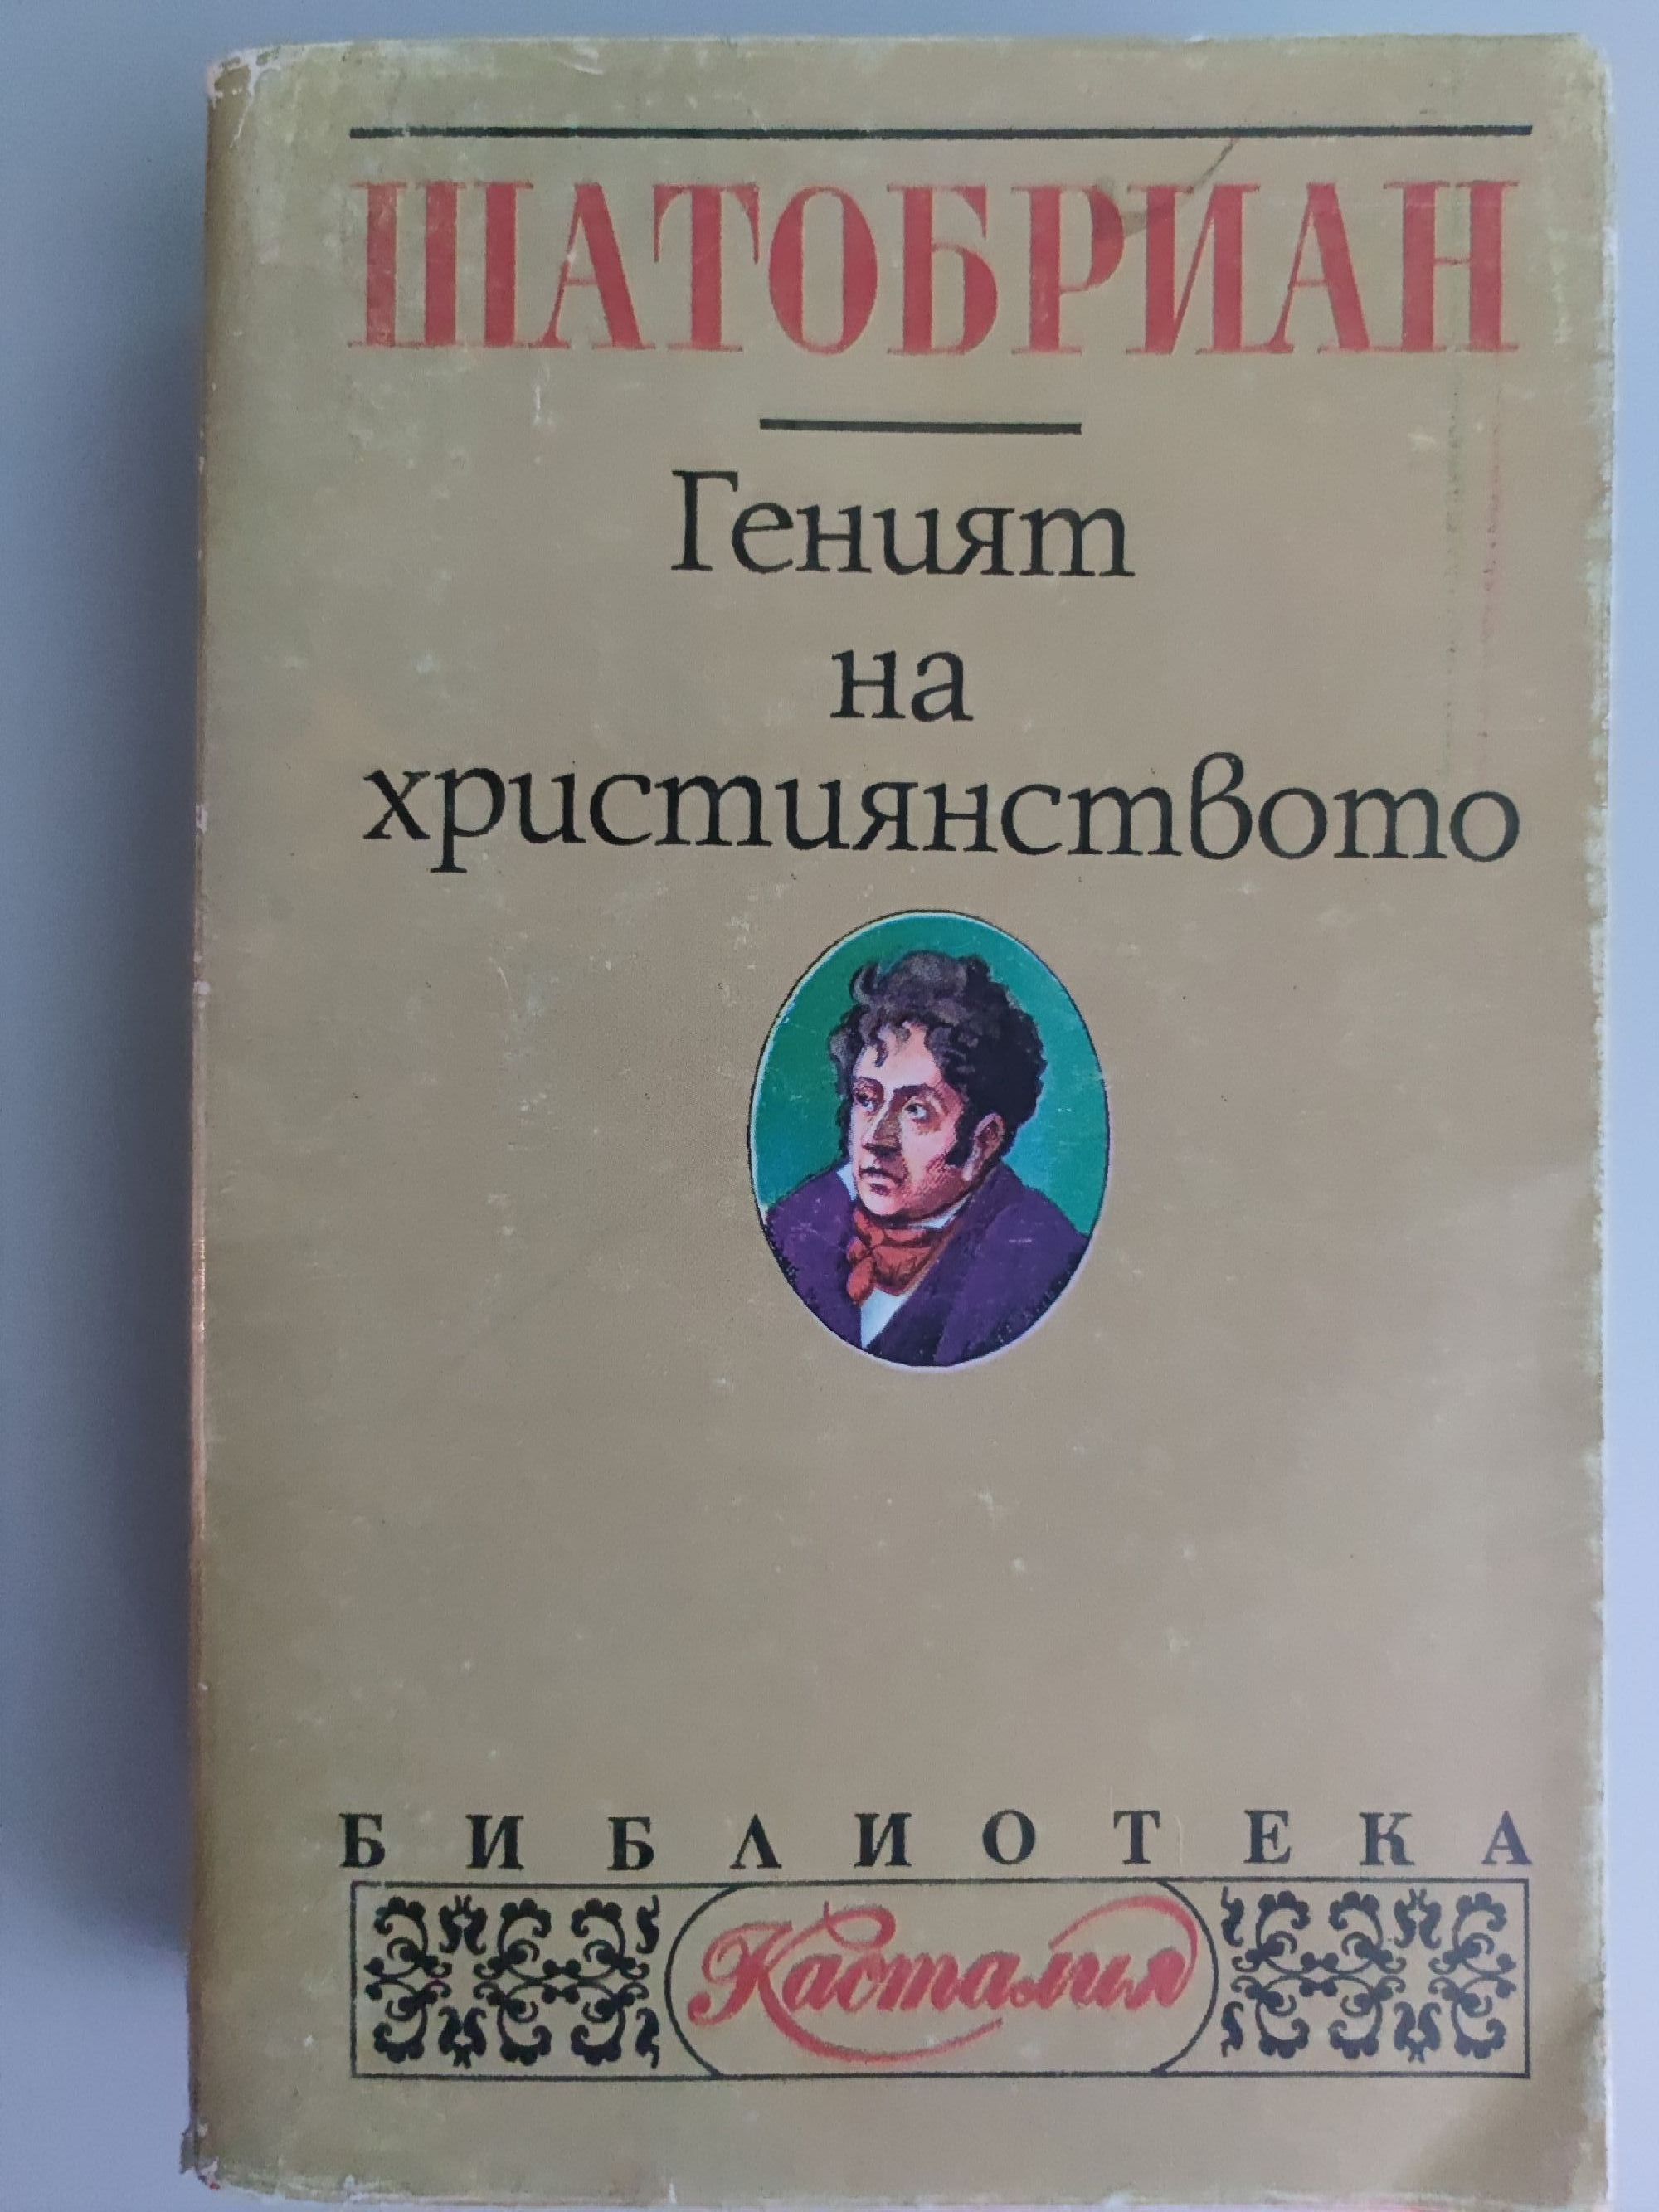 ШАТОБРИАН
Геният
на
християнството
БИБЛИОТЕКА
Касталия